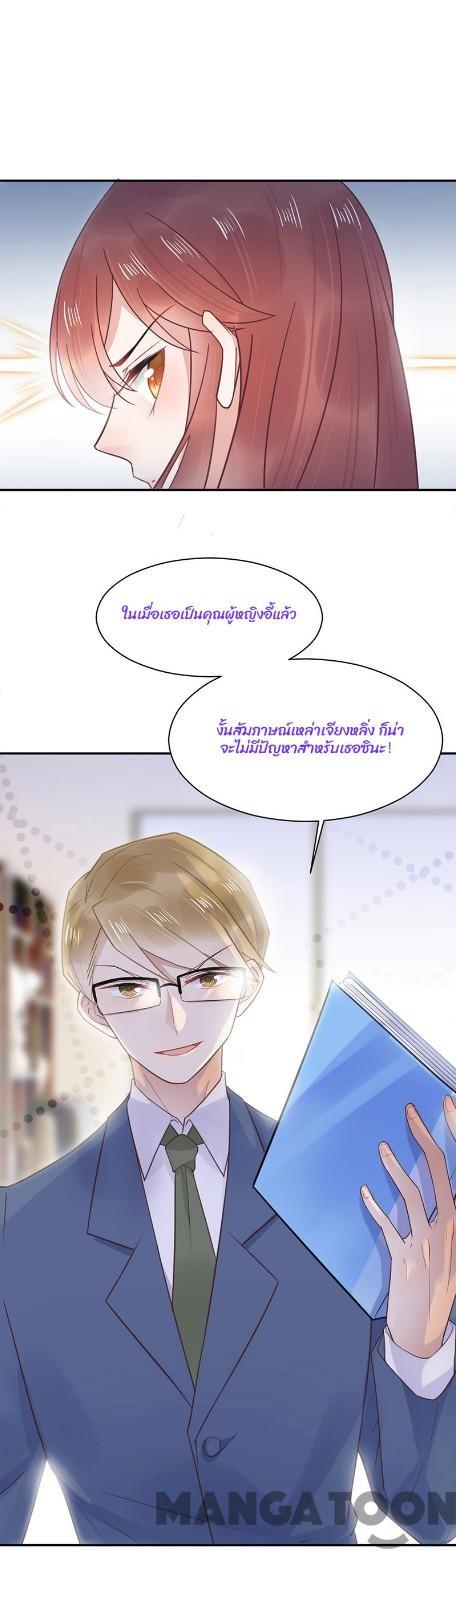 ในเมื่อเธอเป็นคุณผู้หญิงอี้แล้ว
งั้นสัมภาษณ์เหล่าเจียงหลิ่ง ก็น่า
จะไม่มีปัญหาสำหรับเธอซินะ!
MANGATOON